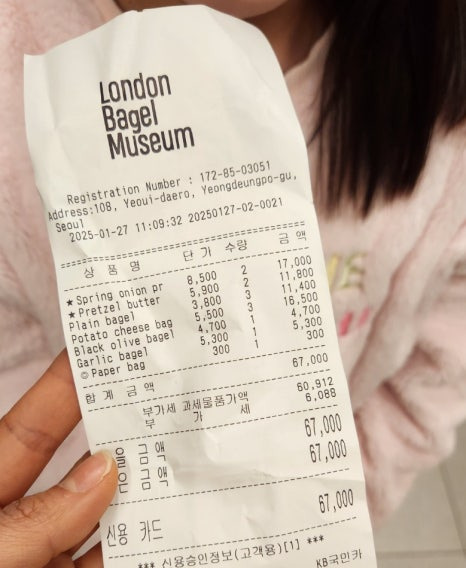 London
Bagel
Museum
Registration Number : 172-85-03051
Address:108, Yeoui-daero, Yeongdeungpo-gu,
Seoul
2025-01-27 11:09:32 20250127-02-0021
상 품 명 단 가 수량 금 액
★ Spring onion pr 8,500 2 17,000
★ Pretzel butter 5,900 2 11,800
Plain bagel 3,800 3 11,400
Potato cheese bag 5,500 3 16,500
Black olive bagel 4,700 1 4,700
Garlic bagel 5,300 1 5,300
◎ Paper bag 300 1 300
합 계 금 액 67,000
부가세 과세물품가액 60,912
부 가 세 6,088
을 금 액 67,000
은 금 액 67,000
신용 카드 67,000
*** 신용승인정보(고객용)[1] ***
KB국민카